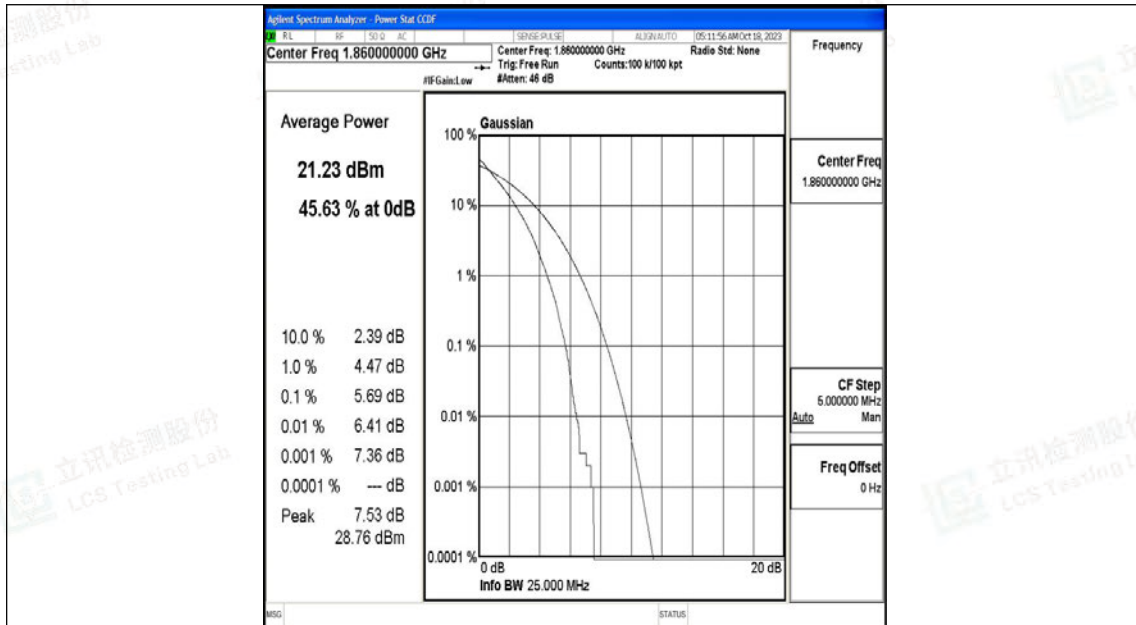 Agilent Spectrum Analyzer - Power Stat CCDF
RL RF 50 Ω AC SENSE:PULSE ALIGNAUTO 05:11:56 AM Oct 18, 2023
Center Freq 1.860000000 GHz
Center Freq: 1.860000000 GHz Radio Std: None
Trig: Free Run Counts:100 k/100 kpt
#IFGain:Low #Atten: 46 dB
Frequency
Average Power
21.23 dBm
45.63 % at 0dB
10.0 % 2.39 dB
1.0 % 4.47 dB
0.1 % 5.69 dB
0.01 % 6.41 dB
0.001 % 7.36 dB
0.0001 % --- dB
Peak 7.53 dB
28.76 dBm
Gaussian
100 %
10 %
1 %
0.1 %
0.01 %
0.001 %
0.0001 %
0 dB 20 dB
Info BW 25.000 MHz
Center Freq
1.860000000 GHz
CF Step
5.000000 MHz
Auto Man
Freq Offset
0 Hz
MSG STATUS
立讯检测股份
LCS Testing Lab